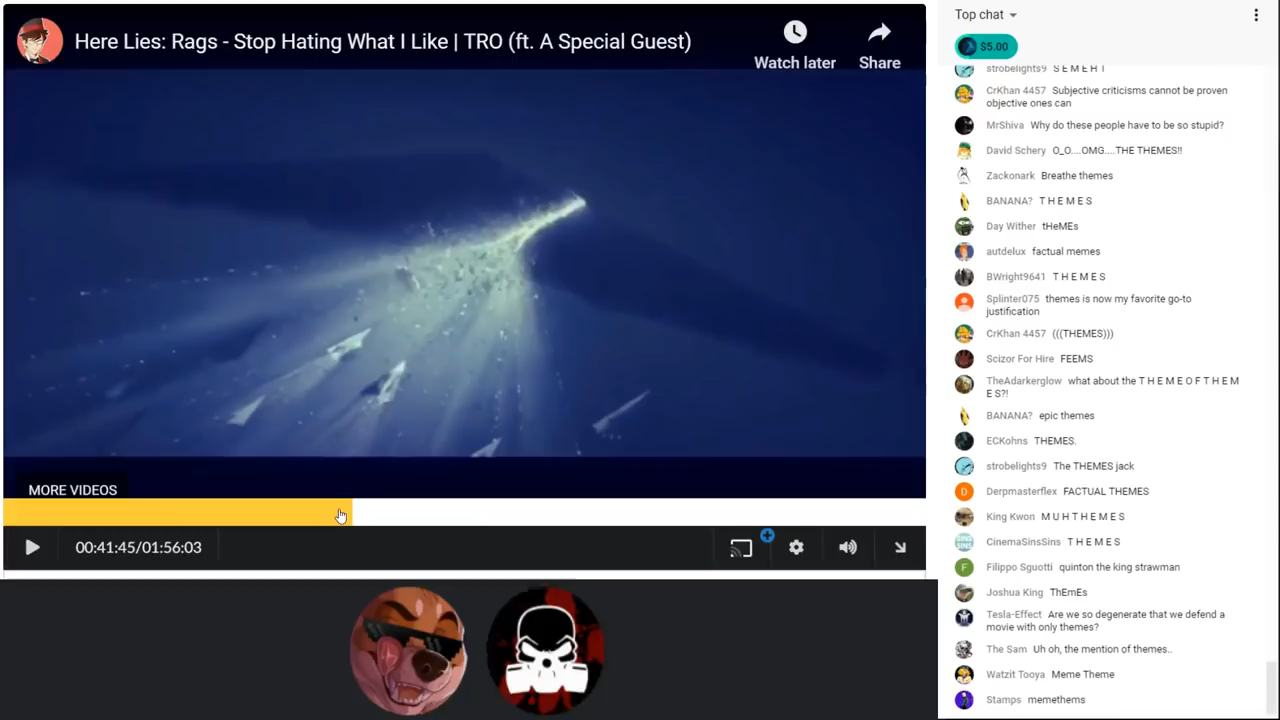 Here Lies: Rags - Stop Hating What I Like | TRO (ft. A Special Guest)
Watch later
Share
MORE VIDEOS
00:41:45/01:56:03
Top chat
$5.00
strobelights9 S E M E H T
CrKhan 4457 Subjective criticisms cannot be proven
objective ones can
MrShiva Why do these people have to be so stupid?
David Schery O_O....OMG....THE THEMES!!
Zackonark Breathe themes
BANANA? T H E M E S
Day Wither tHeMEs
autdelux factual memes
BWright9641 T H E M E S
Splinter075 themes is now my favorite go-to
justification
CrKhan 4457 (((THEMES)))
Scizor For Hire FEEMS
TheAdarkerglow what about the T H E M E O F T H E M
E S?!
BANANA? epic themes
ECKohns THEMES.
strobelights9 The THEMES jack
D
Derpmasterflex FACTUAL THEMES
King Kwon M U H T H E M E S
CinemaSinsSins T H E M E S
F
Filippo Sguotti quinton the king strawman
Joshua King ThEmEs
Tesla-Effect Are we so degenerate that we defend a
movie with only themes?
The Sam Uh oh, the mention of themes..
Watzit Tooya Meme Theme
Stamps memethems